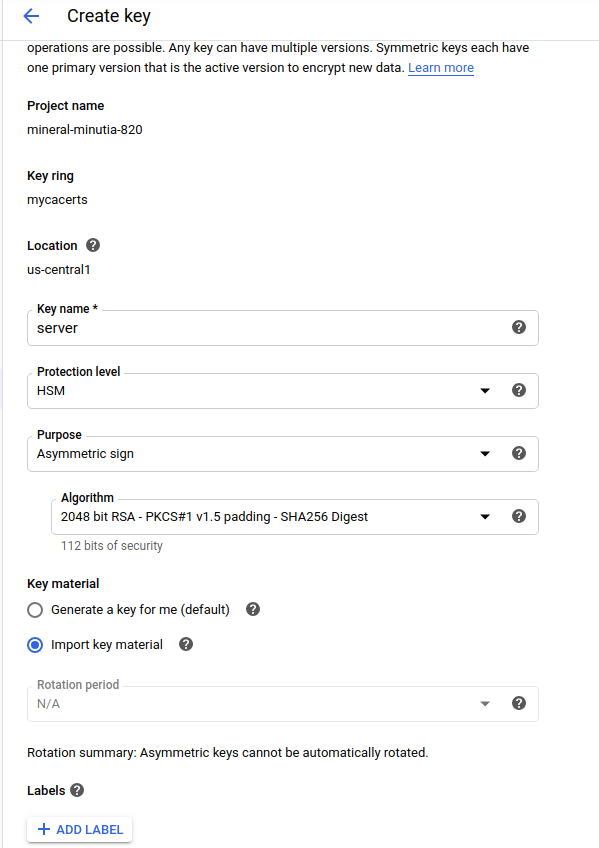 Create key
operations are possible. Any key can have multiple versions. Symmetric keys each have
one primary version that is the active version to encrypt new data. Learn more
Project name
mineral-minutia-820
Key ring
mycacerts
Location ?
us-central1
Key name *
server ?
Protection level
HSM ?
Purpose
Asymmetric sign ?
Algorithm
2048 bit RSA - PKCS#1 v1.5 padding - SHA256 Digest ?
112 bits of security
Key material
Generate a key for me (default) ?
Import key material ?
Rotation period
N/A ?
Rotation summary: Asymmetric keys cannot be automatically rotated.
Labels ?
+ ADD LABEL